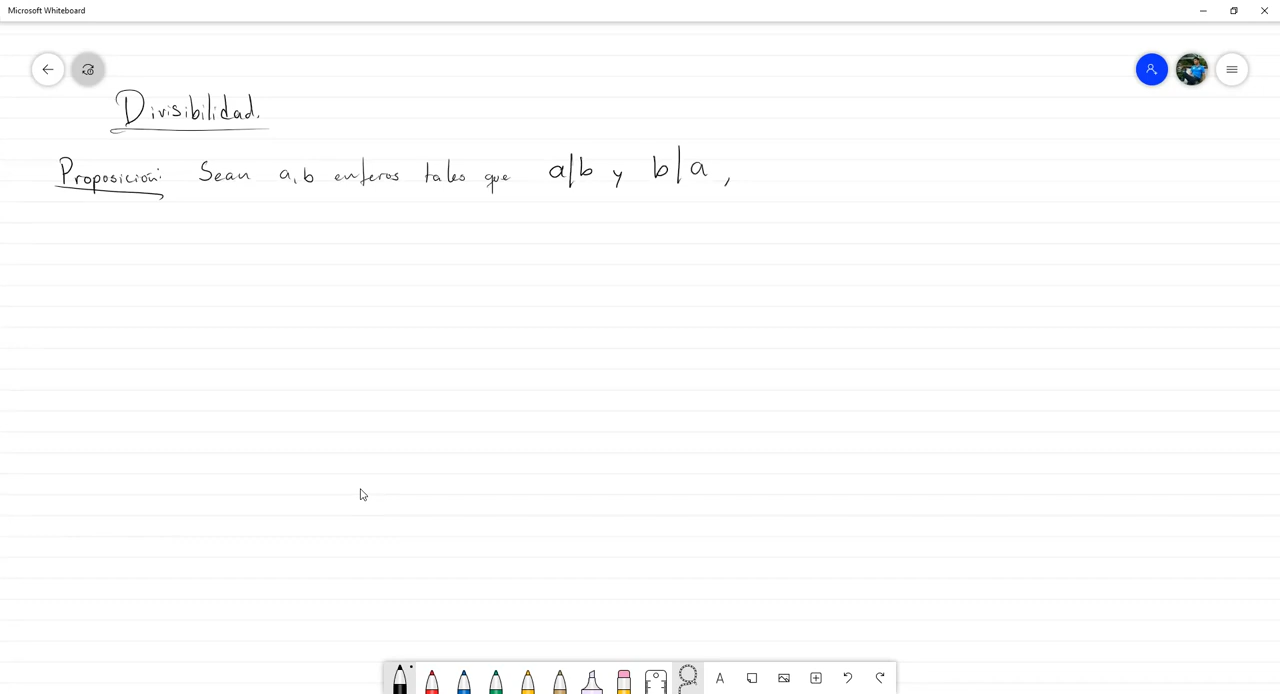 Microsoft Whiteboard
Divisibilidad.
Proposición: Sean a,b enteros tales que a|b y b|a,
A